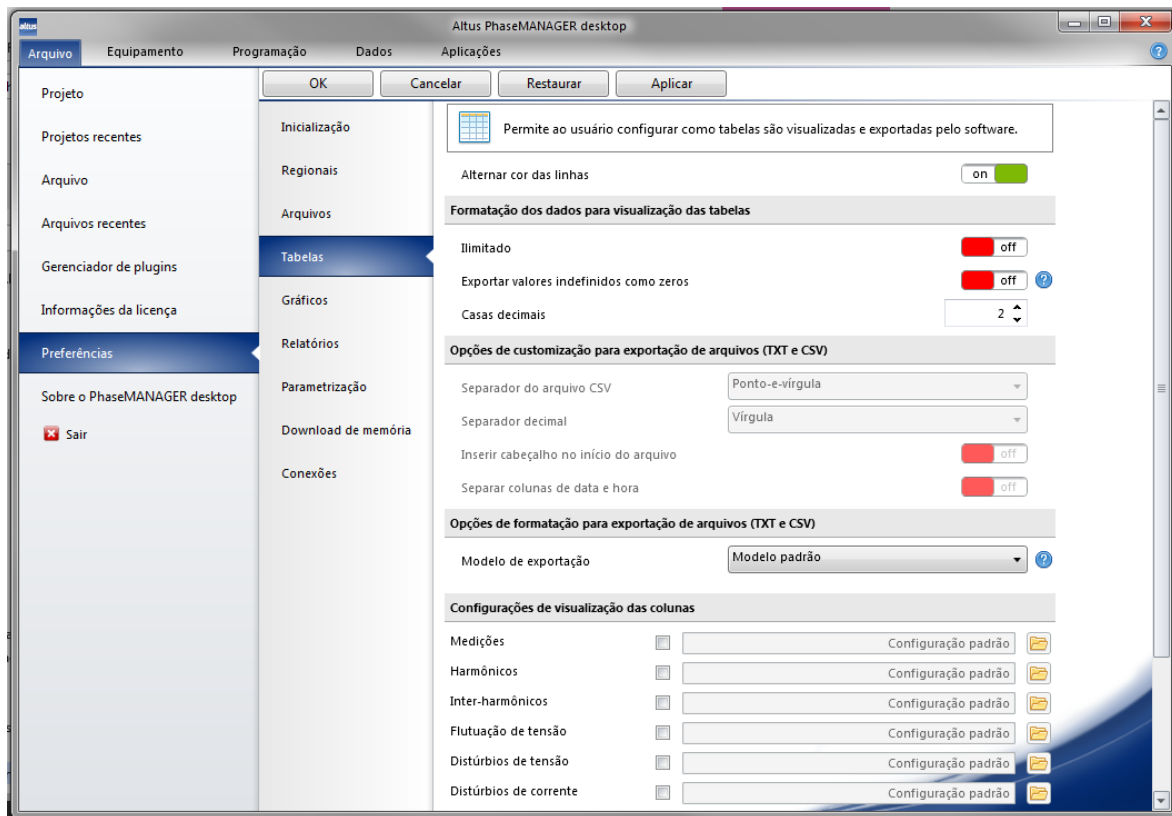 altus
Altus PhaseMANAGER desktop
Arquivo Equipamento Programação Dados Aplicações
Projeto
Projetos recentes
Arquivo
Arquivos recentes
Gerenciador de plugins
Informações da licença
Preferências
Sobre o PhaseMANAGER desktop
Sair
OK Cancelar Restaurar Aplicar
Inicialização
Regionais
Arquivos
Tabelas
Gráficos
Relatórios
Parametrização
Download de memória
Conexões
Permite ao usuário configurar como tabelas são visualizadas e exportadas pelo software.
Alternar cor das linhas on
Formatação dos dados para visualização das tabelas
Ilimitado off
Exportar valores indefinidos como zeros off ?
Casas decimais 2
Opções de customização para exportação de arquivos (TXT e CSV)
Separador do arquivo CSV Ponto-e-vírgula
Separador decimal Vírgula
Inserir cabeçalho no início do arquivo off
Separar colunas de data e hora off
Opções de formatação para exportação de arquivos (TXT e CSV)
Modelo de exportação Modelo padrão ?
Configurações de visualização das colunas
Medições Configuração padrão
Harmônicos Configuração padrão
Inter-harmônicos Configuração padrão
Flutuação de tensão Configuração padrão
Distúrbios de tensão Configuração padrão
Distúrbios de corrente Configuração padrão